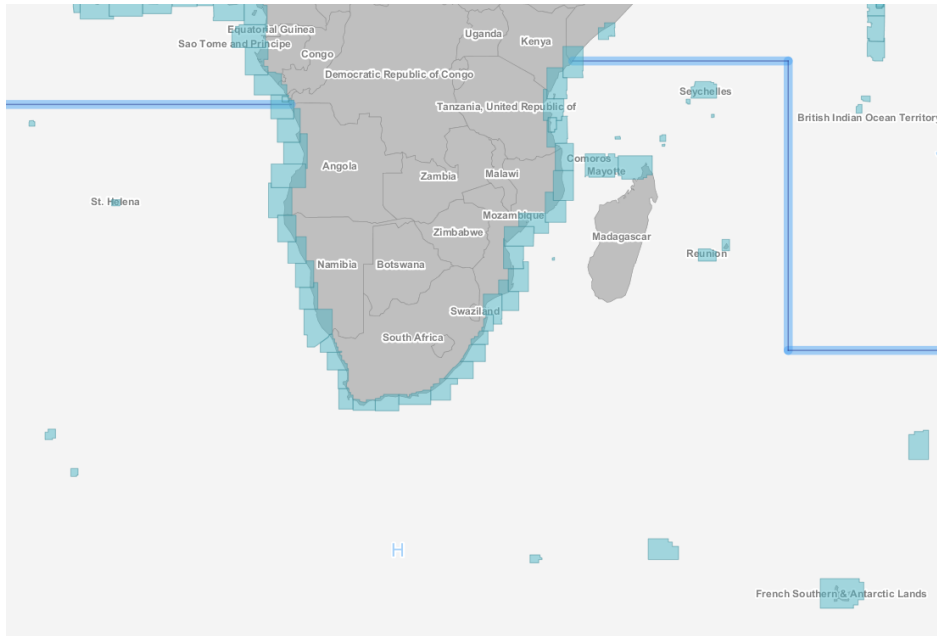 Equatorial Guinea
Uganda
Kenya
Sao Tome and Principe
Congo
Democratic Republic of Congo
Seychelles
Tanzania, United Republic of
British Indian Ocean Territory
Comoros
Angola
Mayotte
Zambia
Malawi
St. Helena
Mozambique
Zimbabwe
Madagascar
Reunion
Namibia
Botswana
Swaziland
South Africa
H
French Southern & Antarctic Lands